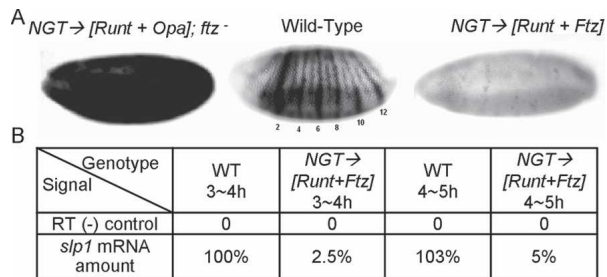 A
NGT→ [Runt + Opa]; ftz -
Wild-Type
NGT→ [Runt + Ftz]
2 4 6 8 10 12
B
Genotype
Signal
WT 3~4h
NGT→ [Runt+Ftz] 3~4h
WT 4~5h
NGT→ [Runt+Ftz] 4~5h
RT (-) control 0 0 0 0
slp1 mRNA amount 100% 2.5% 103% 5%